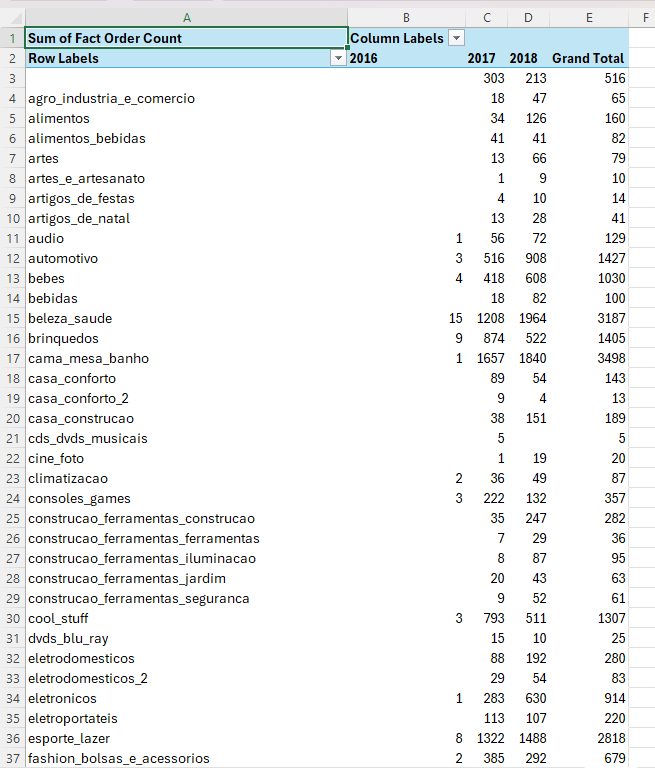 A B C D E F
1 Sum of Fact Order Count Column Labels
2 Row Labels 2016 2017 2018 Grand Total
3 303 213 516
4 agro_industria_e_comercio 18 47 65
5 alimentos 34 126 160
6 alimentos_bebidas 41 41 82
7 artes 13 66 79
8 artes_e_artesanato 1 9 10
9 artigos_de_festas 4 10 14
10 artigos_de_natal 13 28 41
11 audio 1 56 72 129
12 automotivo 3 516 908 1427
13 bebes 4 418 608 1030
14 bebidas 18 82 100
15 beleza_saude 15 1208 1964 3187
16 brinquedos 9 874 522 1405
17 cama_mesa_banho 1 1657 1840 3498
18 casa_conforto 89 54 143
19 casa_conforto_2 9 4 13
20 casa_construcao 38 151 189
21 cds_dvds_musicais 5 5
22 cine_foto 1 19 20
23 climatizacao 2 36 49 87
24 consoles_games 3 222 132 357
25 construcao_ferramentas_construcao 35 247 282
26 construcao_ferramentas_ferramentas 7 29 36
27 construcao_ferramentas_iluminacao 8 87 95
28 construcao_ferramentas_jardim 20 43 63
29 construcao_ferramentas_seguranca 9 52 61
30 cool_stuff 3 793 511 1307
31 dvds_blu_ray 15 10 25
32 eletrodomesticos 88 192 280
33 eletrodomesticos_2 29 54 83
34 eletronicos 1 283 630 914
35 eletroportateis 113 107 220
36 esporte_lazer 8 1322 1488 2818
37 fashion_bolsas_e_acessorios 2 385 292 679